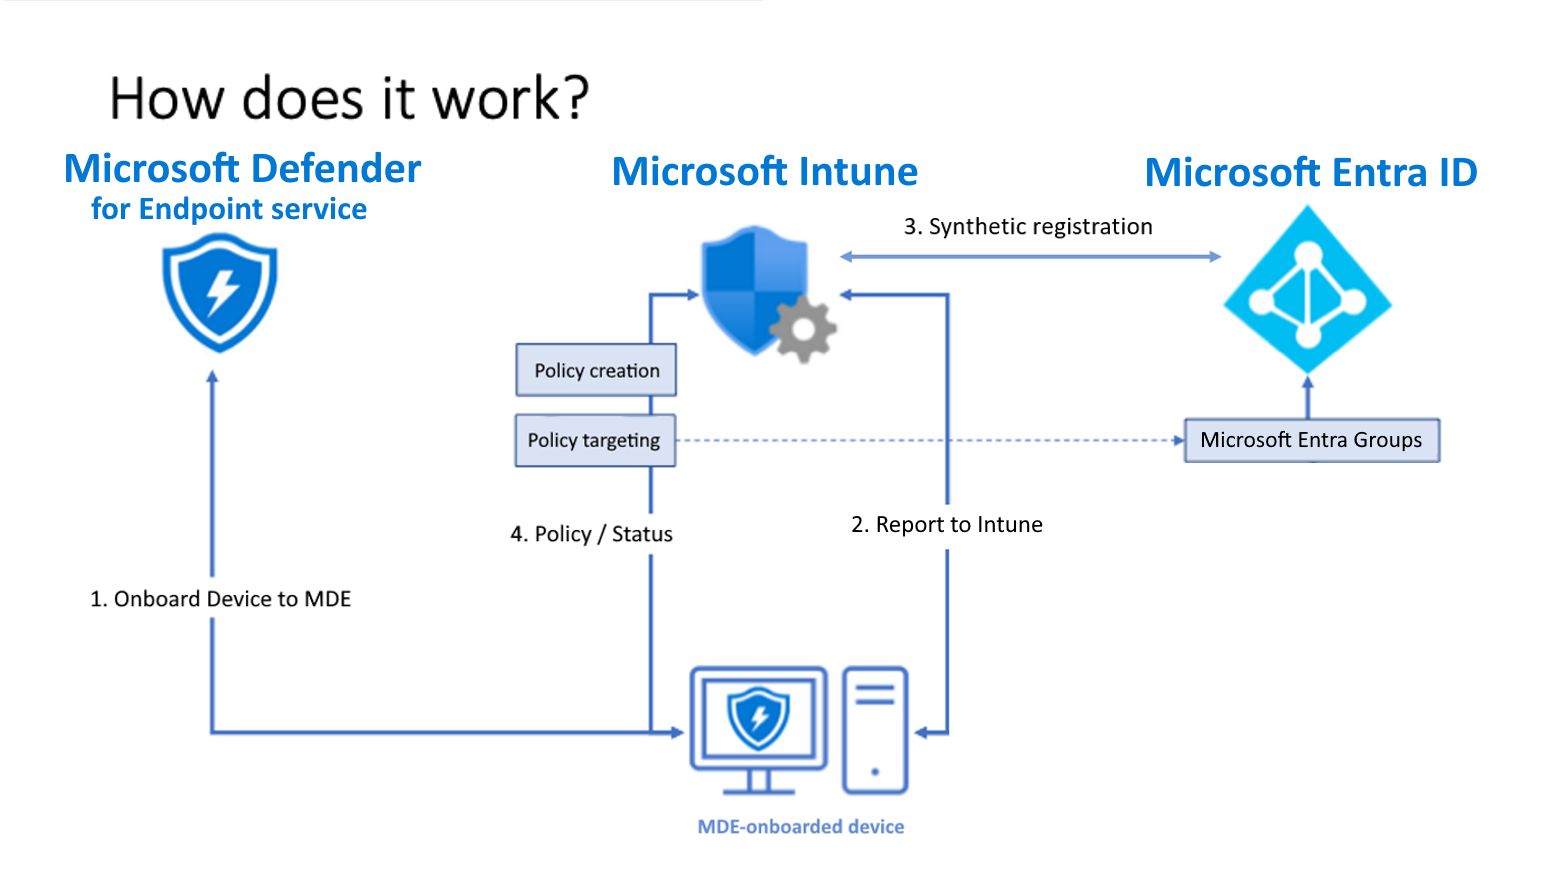 How does it work?
Microsoft Defender
for Endpoint service
Microsoft Intune
Microsoft Entra ID
3. Synthetic registration
Policy creation
Policy targeting
Microsoft Entra Groups
4. Policy / Status
2. Report to Intune
1. Onboard Device to MDE
MDE-onboarded device